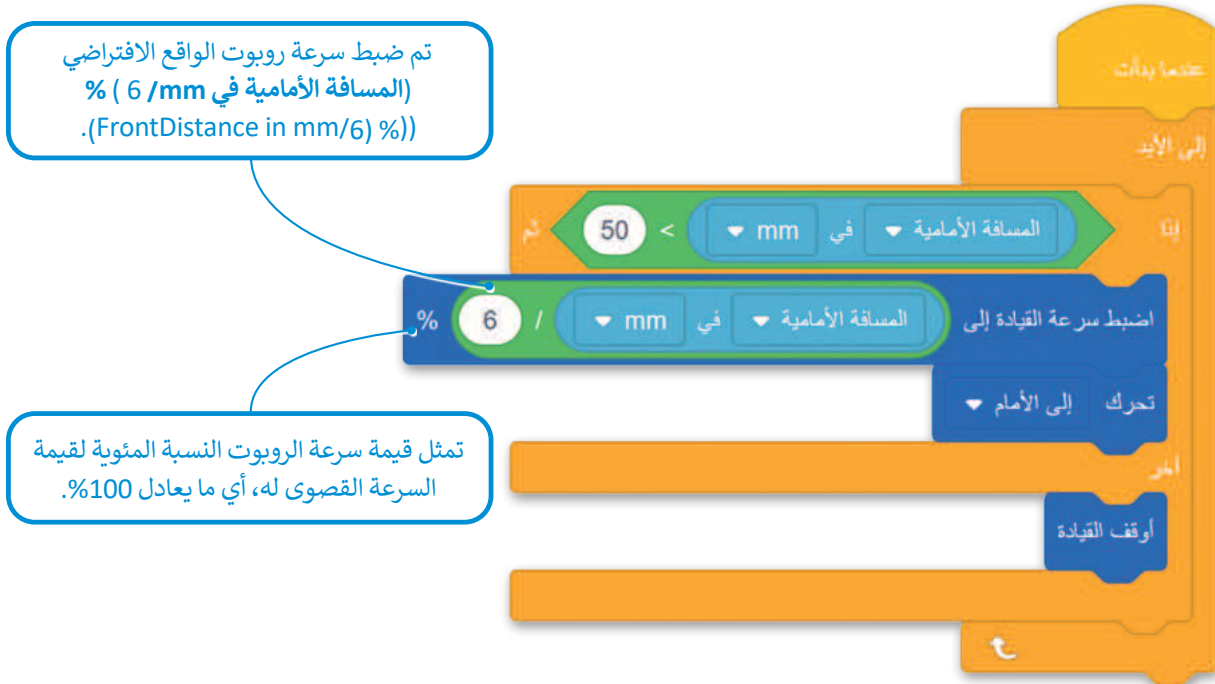 تم ضبط سرعة روبوت الواقع الافتراضي
(المسافة الأمامية في mm/ 6 ) %
((FrontDistance in mm/6) %).
عندما بدأت
إلى الأبد
إذا المسافة الأمامية في mm > 50 ثم
اضبط سرعة القيادة إلى المسافة الأمامية في mm / 6 %
تحرك إلى الأمام
تمثل قيمة سرعة الروبوت النسبة المئوية لقيمة
السرعة القصوى له، أي ما يعادل 100%.
آخر
أوقف القيادة